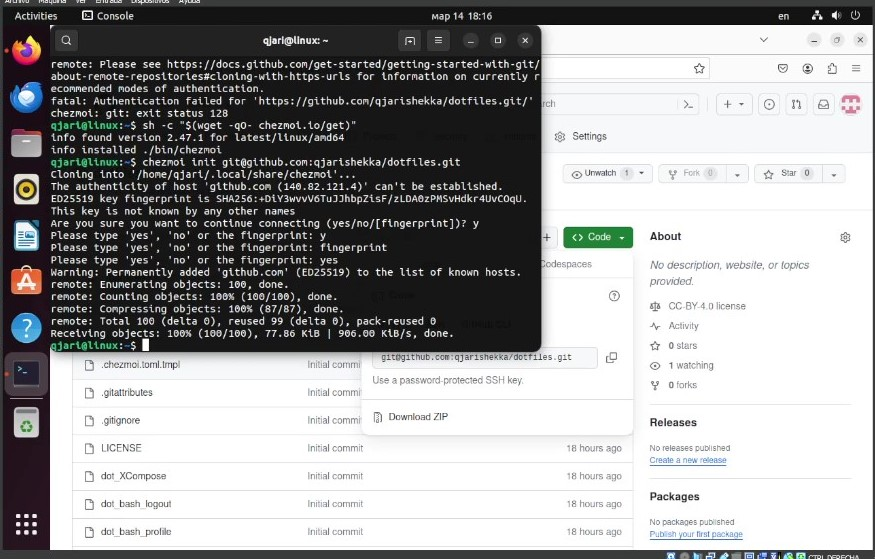 Archivo Máquina Ver Entrada Dispositivos Ayuda
Activities Console мар 14 18:16 en
qjari@linux: ~
remote: Please see https://docs.github.com/get-started/getting-started-with-git/
about-remote-repositories#cloning-with-https-urls for information on currently r
ecommended modes of authentication.
fatal: Authentication failed for 'https://github.com/qjarishekka/dotfiles.git/'
chezmoi: git: exit status 128
qjari@linux:~$ sh -c "$(wget -qO- chezmoi.io/get)"
info found version 2.47.1 for latest/linux/amd64
info installed ./bin/chezmoi
qjari@linux:~$ chezmoi init git@github.com:qjarishekka/dotfiles.git
Cloning into '/home/qjari/.local/share/chezmoi'...
The authenticity of host 'github.com (140.82.121.4)' can't be established.
ED25519 key fingerprint is SHA256:+DiY3wvvV6TuJJhbpZisF/zLDA0zPMSvHdkr4UvCOqU.
This key is not known by any other names
Are you sure you want to continue connecting (yes/no/[fingerprint])? y
Please type 'yes', 'no' or the fingerprint: y
Please type 'yes', 'no' or the fingerprint: fingerprint
Please type 'yes', 'no' or the fingerprint: yes
Warning: Permanently added 'github.com' (ED25519) to the list of known hosts.
remote: Enumerating objects: 100, done.
remote: Counting objects: 100% (100/100), done.
remote: Compressing objects: 100% (87/87), done.
remote: Total 100 (delta 0), reused 99 (delta 0), pack-reused 0
Receiving objects: 100% (100/100), 77.86 KiB | 906.00 KiB/s, done.
qjari@linux:~$
Settings
Unwatch 1 Fork 0 Star 0
Code
Codespaces
git@github.com:qjarishekka/dotfiles.git
Use a password-protected SSH key.
Download ZIP
.chezmoi.toml.tmpl Initial commi
.gitattributes Initial commi
.gitignore Initial commi
LICENSE Initial commit 18 hours ago
dot_XCompose Initial commit 18 hours ago
dot_bash_logout Initial commit 18 hours ago
dot_bash_profile Initial commit 18 hours ago
About
No description, website, or topics
provided.
CC-BY-4.0 license
Activity
0 stars
1 watching
0 forks
Releases
No releases published
Create a new release
Packages
No packages published
Publish your first package
CTRL DERECHA